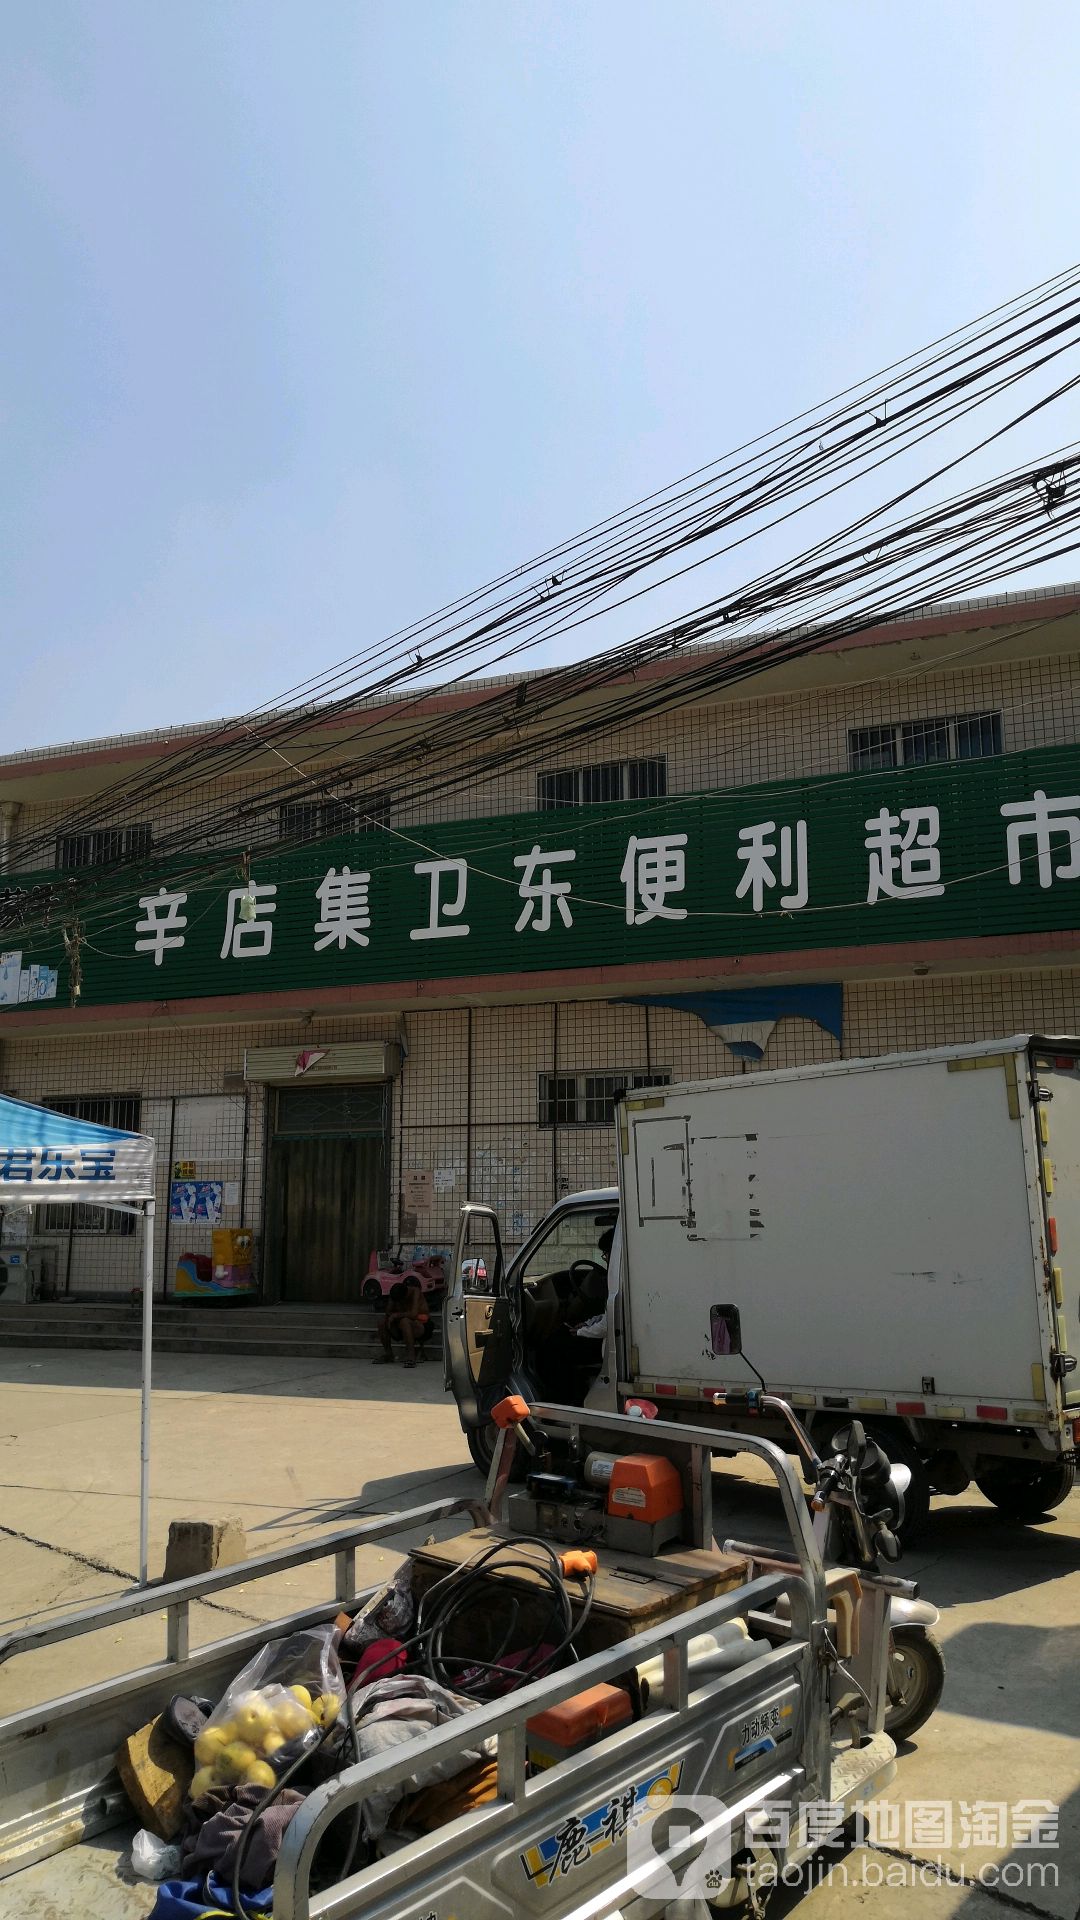 辛店集卫东便利超市
君乐宝
力动频变
鹿祺
百度地图淘金
taojin.baidu.com